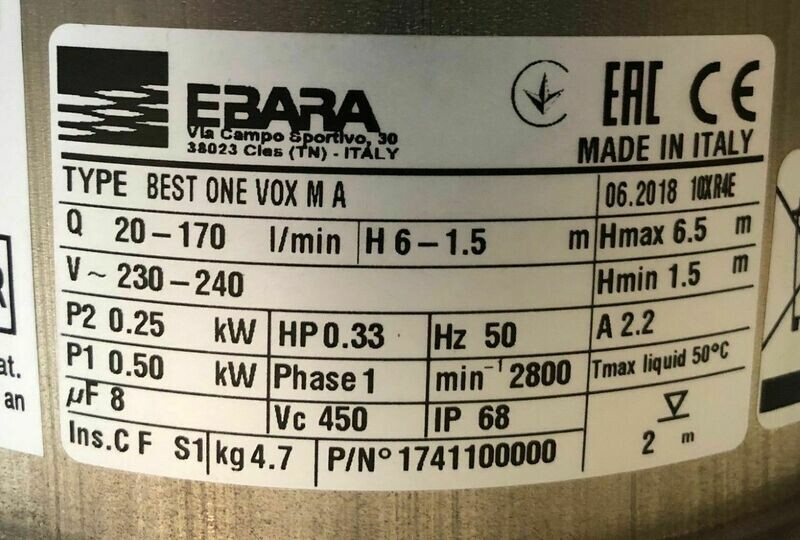 EBARA
Via Campo Sportivo, 30
38023 Cles (TN) - ITALY
EAC CE
MADE IN ITALY
TYPE BEST ONE VOX M A 06.2018 10XR4E
Q 20-170 l/min H 6-1.5 m Hmax 6.5 m
V~ 230-240 Hmin 1.5 m
P2 0.25 kW HP 0.33 Hz 50 A 2.2
P1 0.50 kW Phase 1 min⁻¹ 2800 Tmax liquid 50°C
µF 8 Vc 450 IP 68
Ins.C F S1 kg 4.7 P/N° 1741100000 2 m
R
at.
an